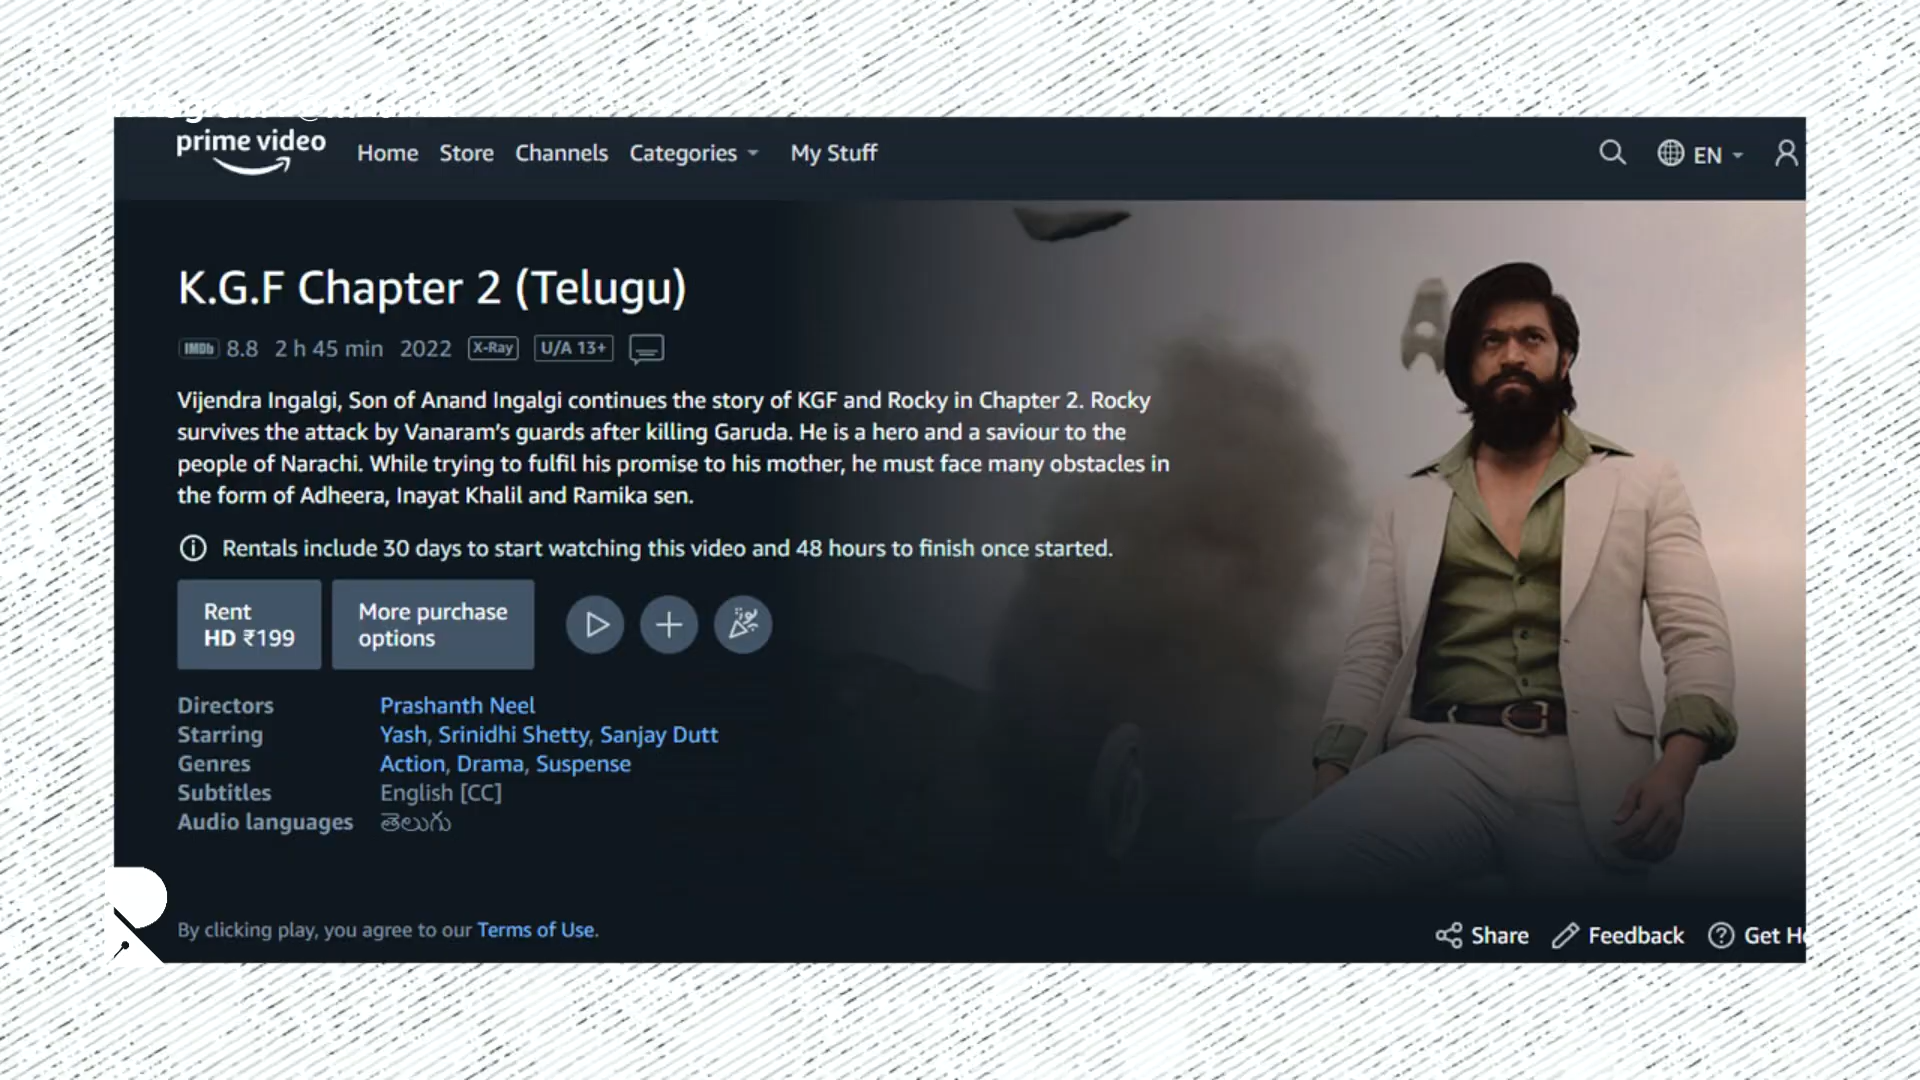 prime video
Home Store Channels Categories My Stuff
EN
K.G.F Chapter 2 (Telugu)
IMDb 8.8 2 h 45 min 2022 X-Ray U/A 13+
Vijendra Ingalgi, Son of Anand Ingalgi continues the story of KGF and Rocky in Chapter 2. Rocky
survives the attack by Vanaram’s guards after killing Garuda. He is a hero and a saviour to the
people of Narachi. While trying to fulfil his promise to his mother, he must face many obstacles in
the form of Adheera, Inayat Khalil and Ramika sen.
Rentals include 30 days to start watching this video and 48 hours to finish once started.
Rent
HD ₹199
More purchase
options
Directors Prashanth Neel
Starring Yash, Srinidhi Shetty, Sanjay Dutt
Genres Action, Drama, Suspense
Subtitles English [CC]
Audio languages తెలుగు
By clicking play, you agree to our Terms of Use.
Share Feedback Get